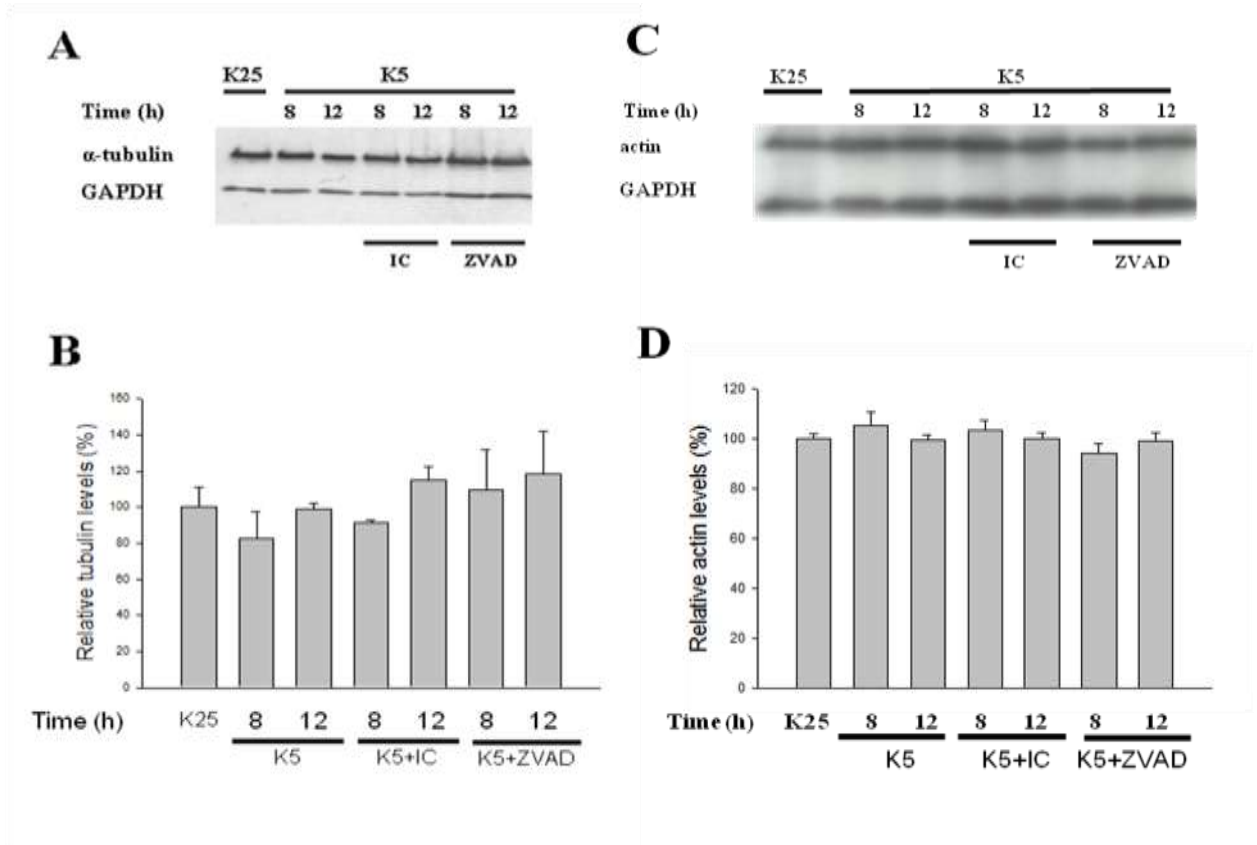 A
K25 K5
Time (h) 8 12 8 12 8 12
α-tubulin
GAPDH
IC ZVAD
C
K25 K5
Time (h) 8 12 8 12 8 12
actin
GAPDH
IC ZVAD
B
Relative tubulin levels (%)
160
140
120
100
80
60
40
20
0
Time (h) K25 8 12 8 12 8 12
K5 K5+IC K5+ZVAD
D
Relative actin levels (%)
120
100
80
60
40
20
0
Time (h) K25 8 12 8 12 8 12
K5 K5+IC K5+ZVAD